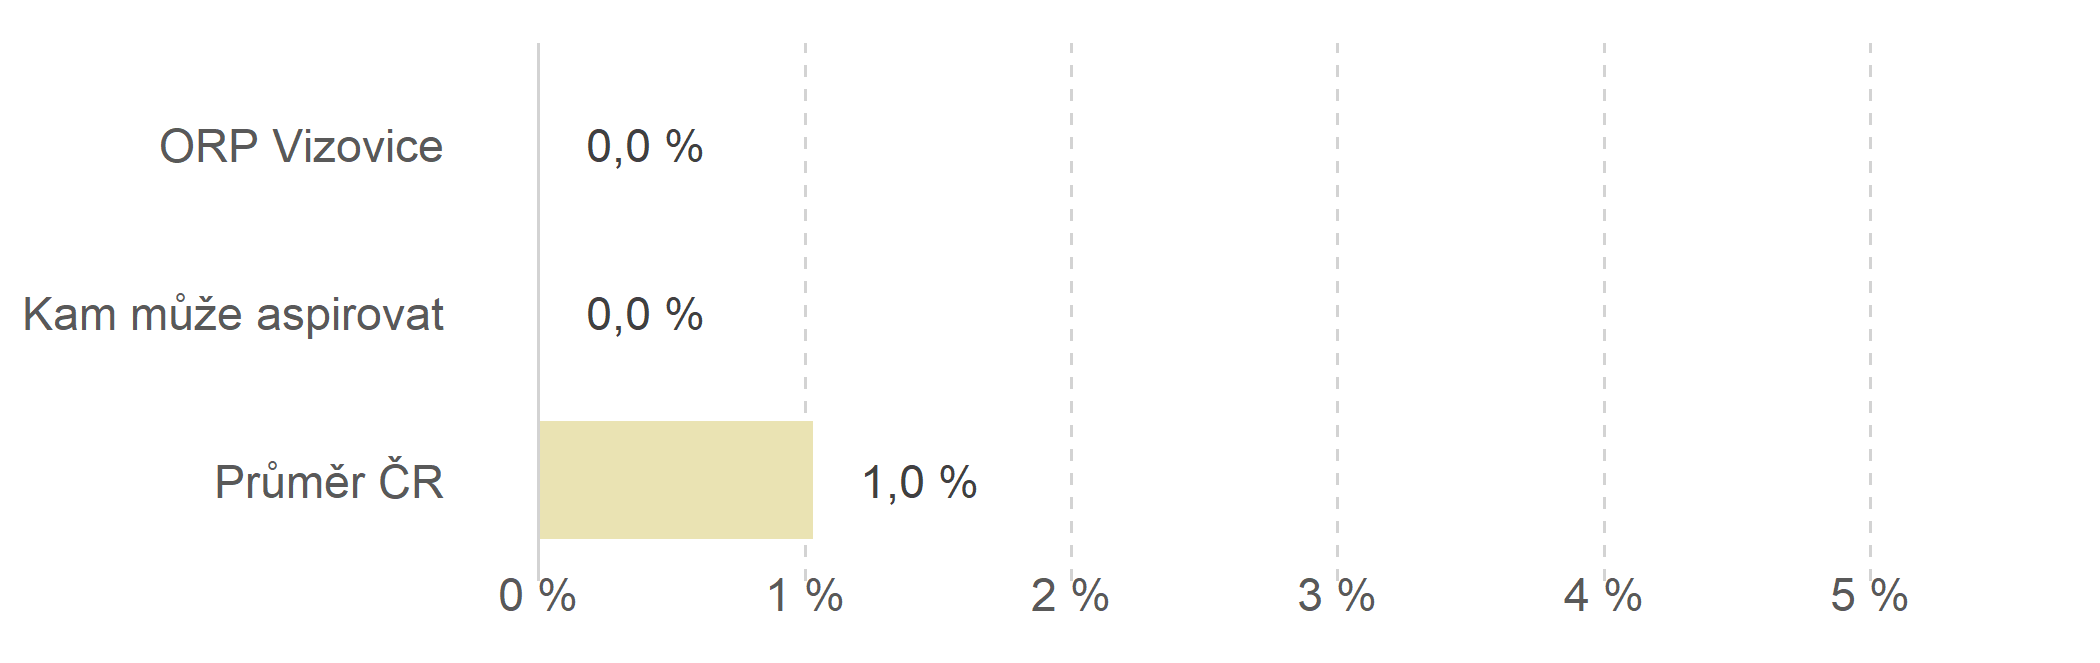 ORP Vizovice 0,0 %
Kam může aspirovat 0,0 %
Průměr ČR 1,0 %
0 % 1 % 2 % 3 % 4 % 5 %